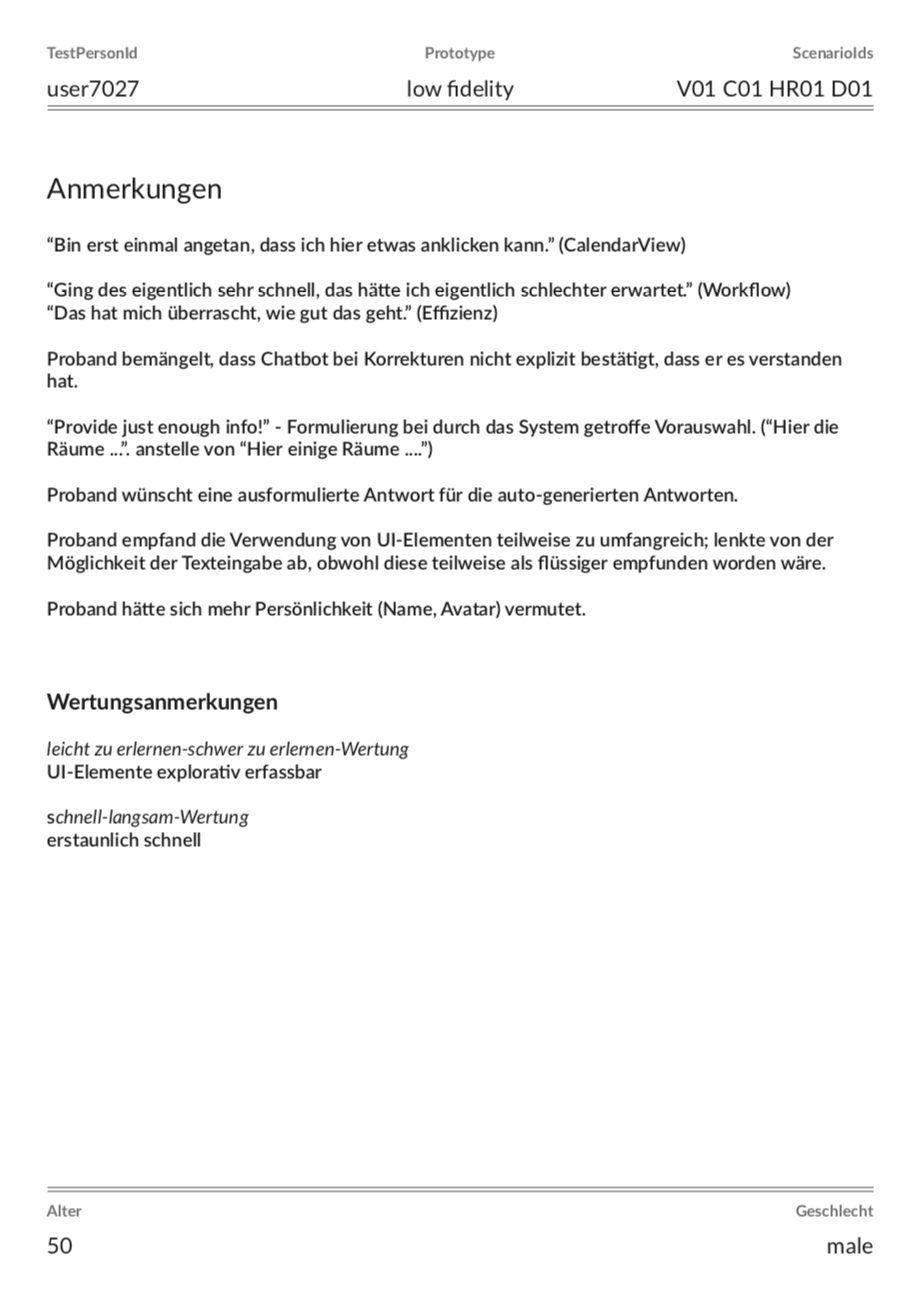 TestPersonId Prototype ScenarioIds
user7027 low fidelity V01 C01 HR01 D01
Anmerkungen
“Bin erst einmal angetan, dass ich hier etwas anklicken kann.” (CalendarView)
“Ging des eigentlich sehr schnell, das hätte ich eigentlich schlechter erwartet.” (Workflow)
“Das hat mich überrascht, wie gut das geht.” (Effizienz)
Proband bemängelt, dass Chatbot bei Korrekturen nicht explizit bestätigt, dass er es verstanden
hat.
“Provide just enough info!” - Formulierung bei durch das System getroffe Vorauswahl. (“Hier die
Räume ...”. anstelle von “Hier einige Räume ....”)
Proband wünscht eine ausformulierte Antwort für die auto-generierten Antworten.
Proband empfand die Verwendung von UI-Elementen teilweise zu umfangreich; lenkte von der
Möglichkeit der Texteingabe ab, obwohl diese teilweise als flüssiger empfunden worden wäre.
Proband hätte sich mehr Persönlichkeit (Name, Avatar) vermutet.
Wertungsanmerkungen
leicht zu erlernen-schwer zu erlernen-Wertung
UI-Elemente explorativ erfassbar
schnell-langsam-Wertung
erstaunlich schnell
Alter Geschlecht
50 male